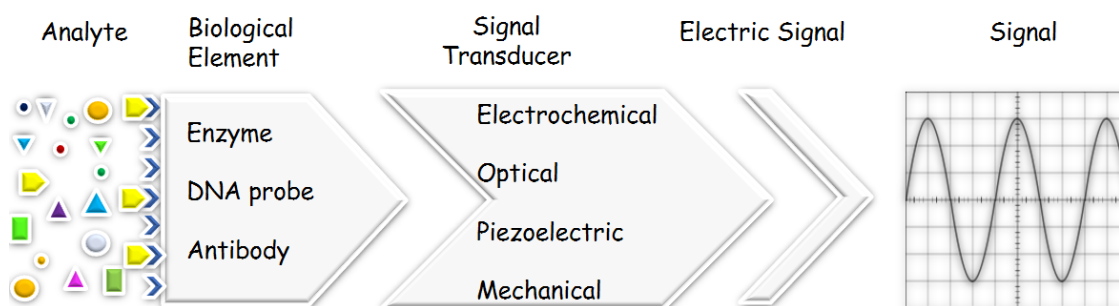 Analyte
Biological
Element
Signal
Transducer
Electric Signal
Signal
Enzyme
DNA probe
Antibody
Electrochemical
Optical
Piezoelectric
Mechanical